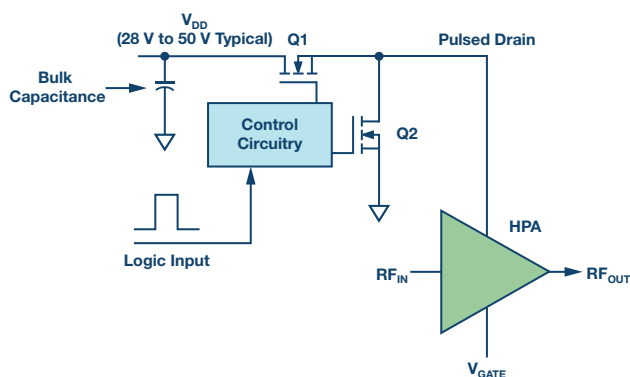 V_DD
(28 V to 50 V Typical)
Q1
Pulsed Drain
Bulk
Capacitance
Control
Circuitry
Q2
HPA
Logic Input
RF_IN
RF_OUT
V_GATE